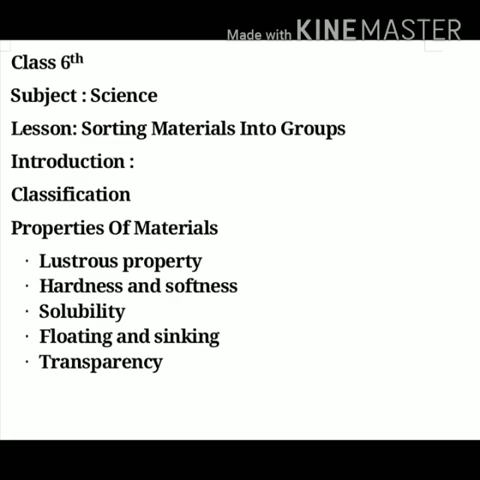 Made with KINEMASTER
Class 6th
Subject : Science
Lesson: Sorting Materials Into Groups
Introduction :
Classification
Properties Of Materials
· Lustrous property
· Hardness and softness
· Solubility
· Floating and sinking
· Transparency